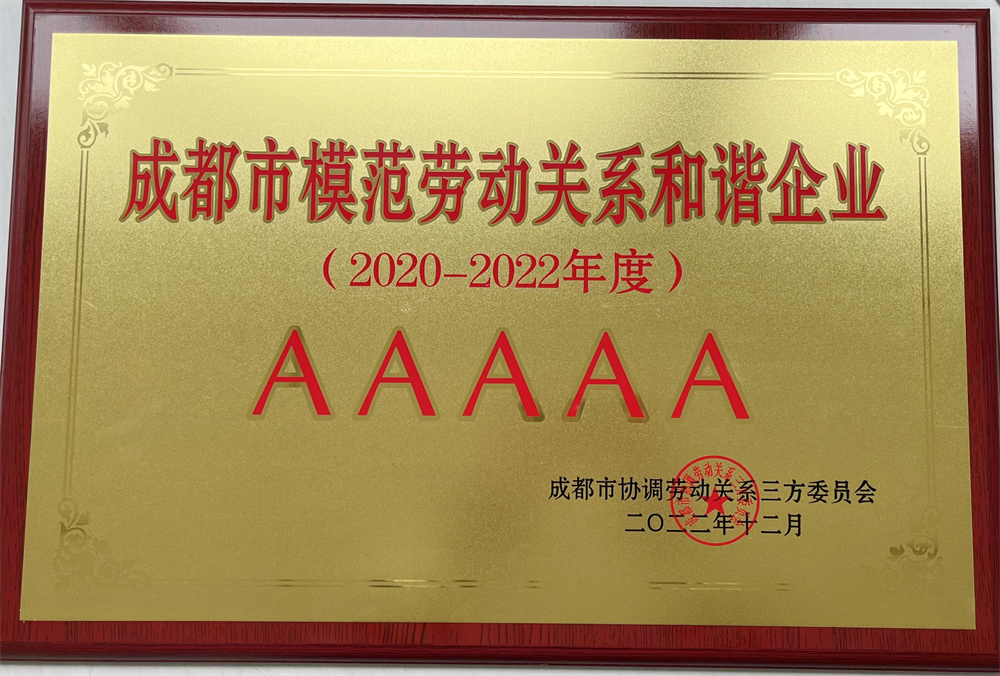 成都市模范劳动关系和谐企业
（2020-2022年度）
AAAAA
成都市协调劳动关系三方委员会
二〇二二年十二月